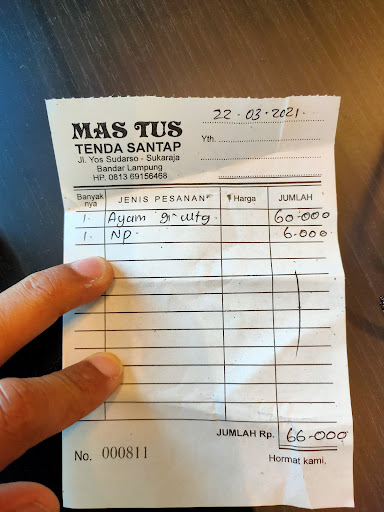 22-03-2021
MAS TUS
TENDA SANTAP
Jl. Yos Sudarso - Sukaraja
Bandar Lampung
HP. 0813 69156468
Yth.
Banyak nya JENIS PESANAN Harga JUMLAH
1. Ayam 60-000
1. NP. 6-000
JUMLAH Rp. 66-000
No. 000811
Hormat kami,